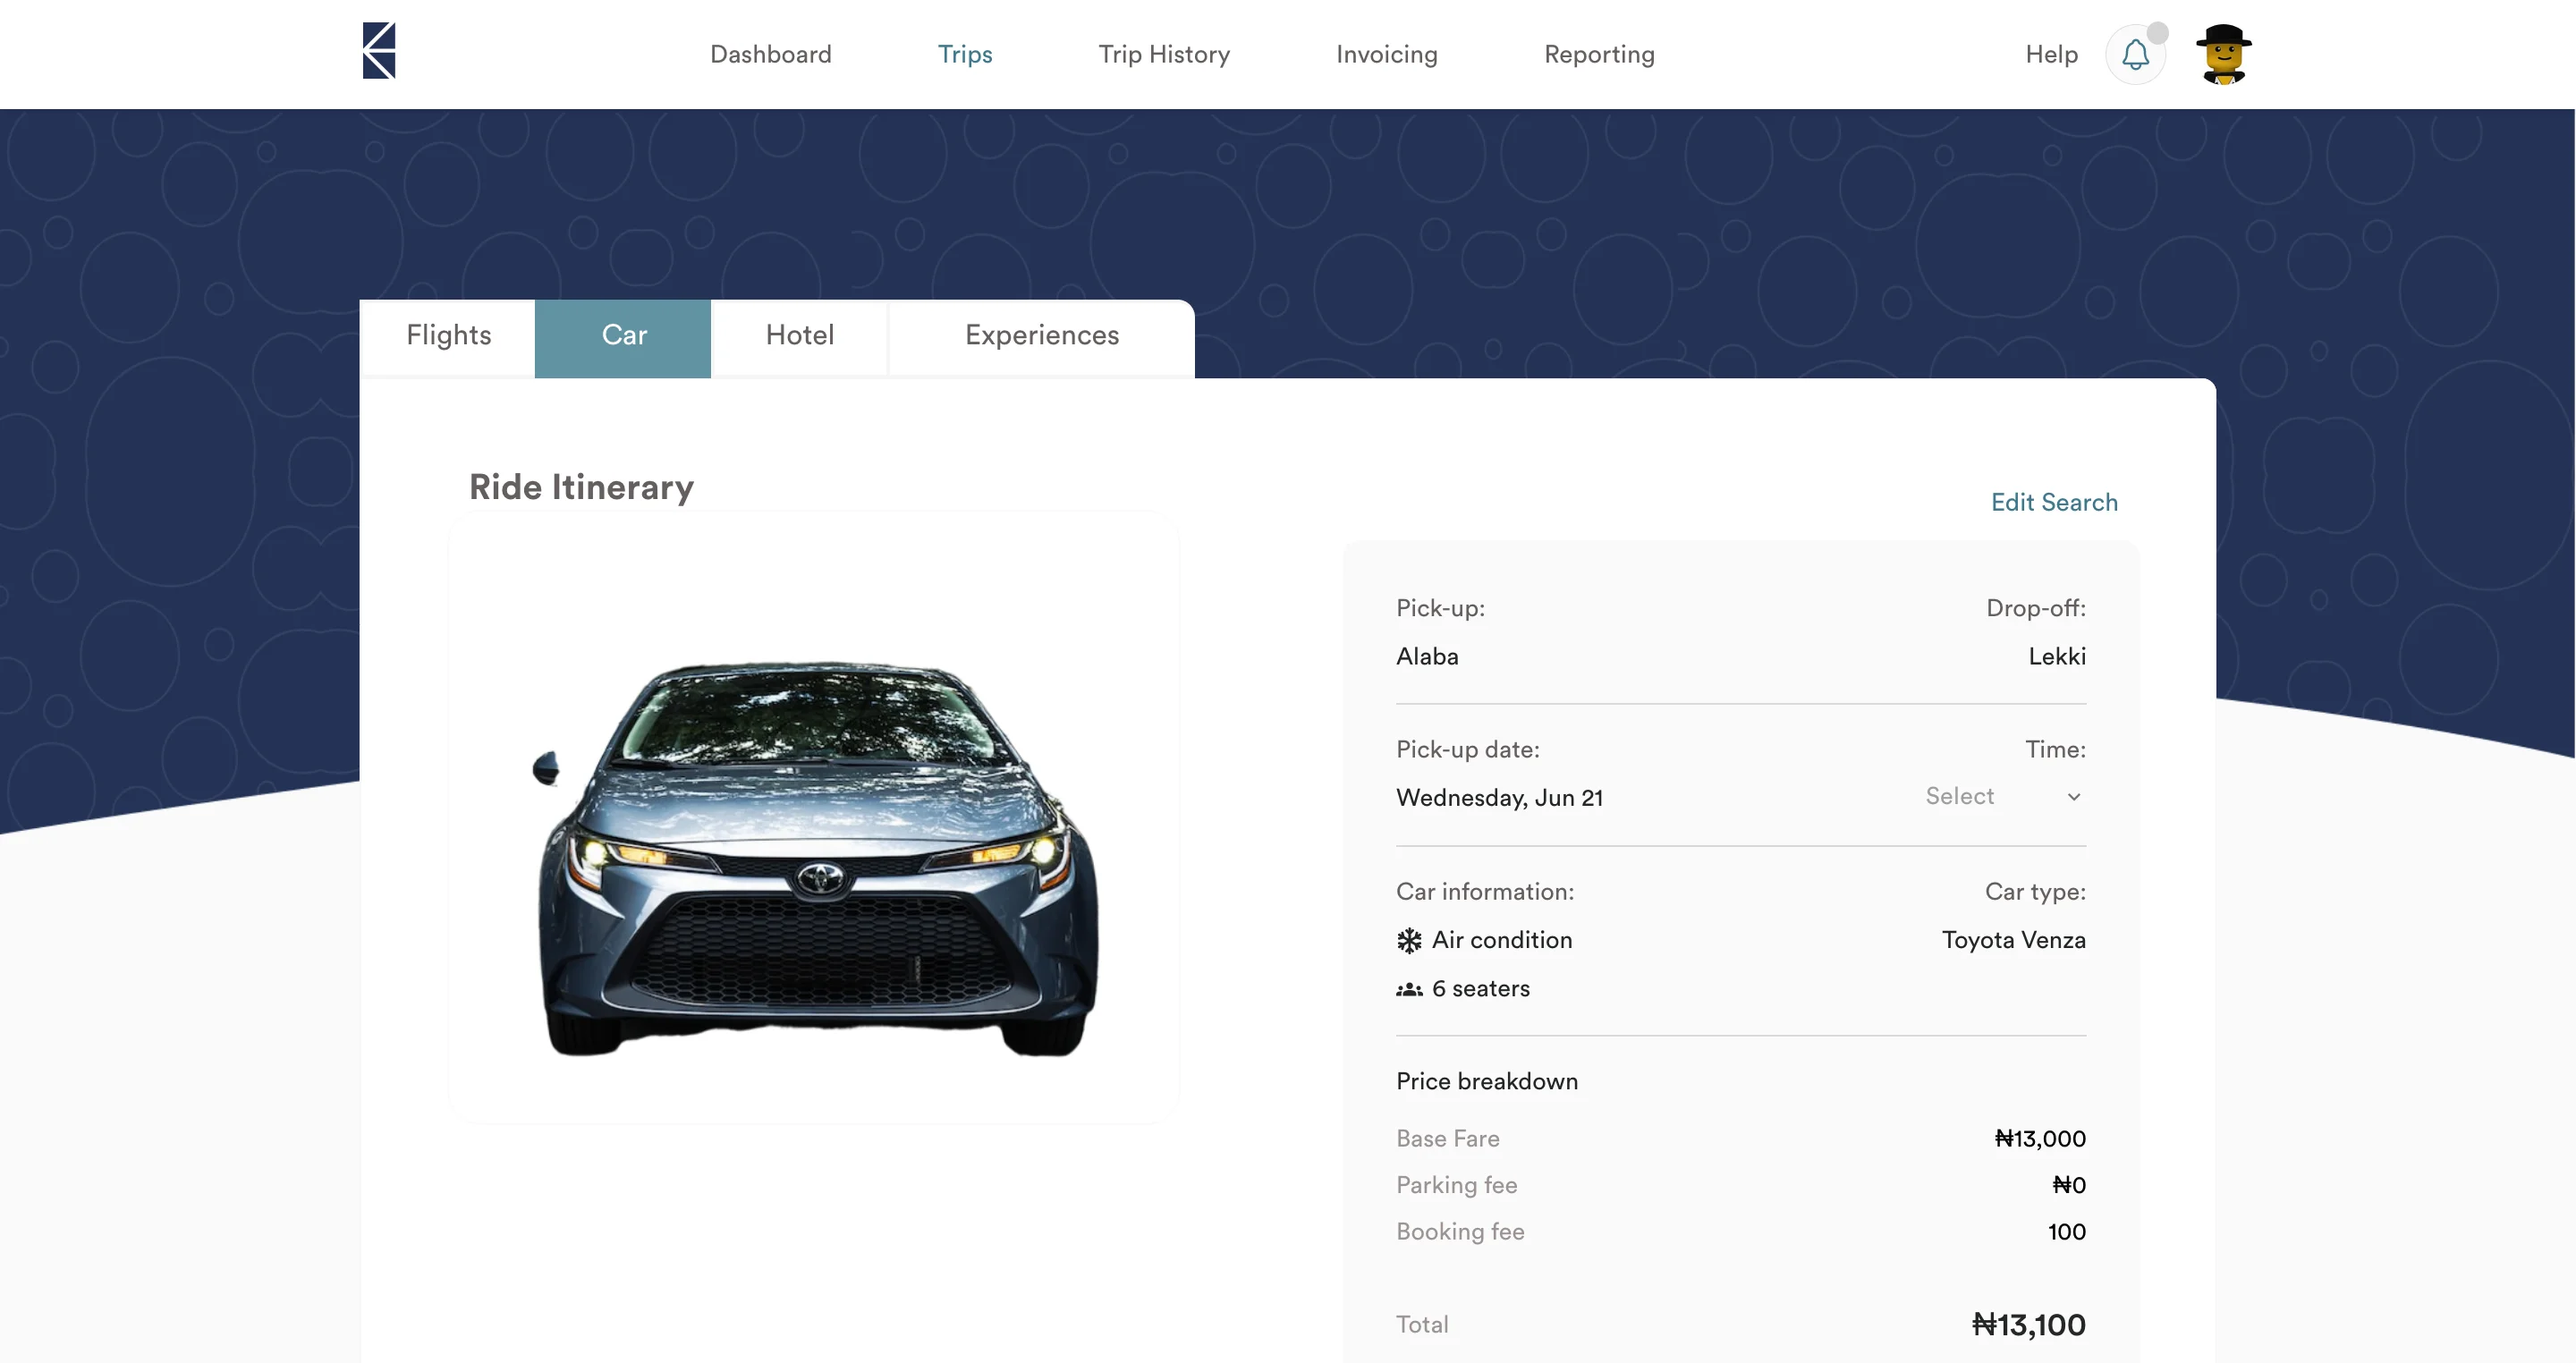 Dashboard Trips Trip History Invoicing Reporting Help
Flights Car Hotel Experiences
Ride Itinerary
Edit Search
Pick-up: Drop-off:
Alaba Lekki
Pick-up date: Time:
Wednesday, Jun 21 Select
Car information: Car type:
Air condition Toyota Venza
6 seaters
Price breakdown
Base Fare ₦13,000
Parking fee ₦0
Booking fee 100
Total ₦13,100